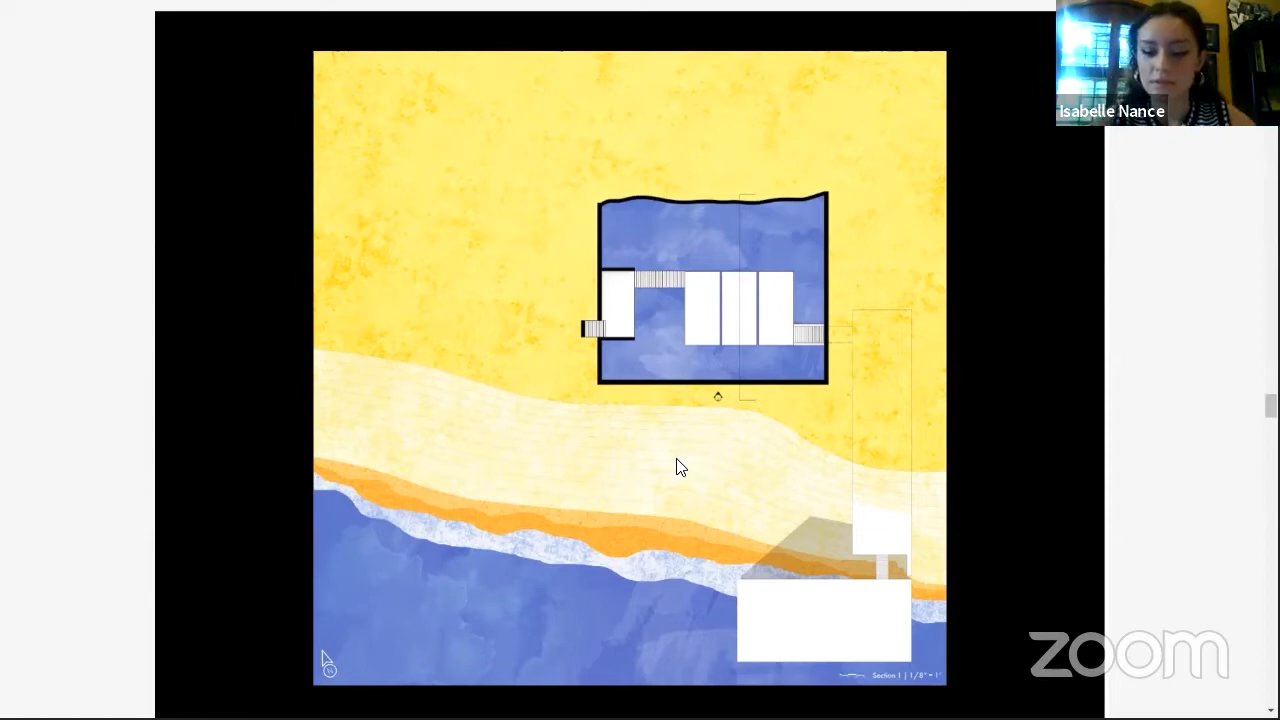 Isabelle Nance
zoom
Section 1 | 1/8" = 1'